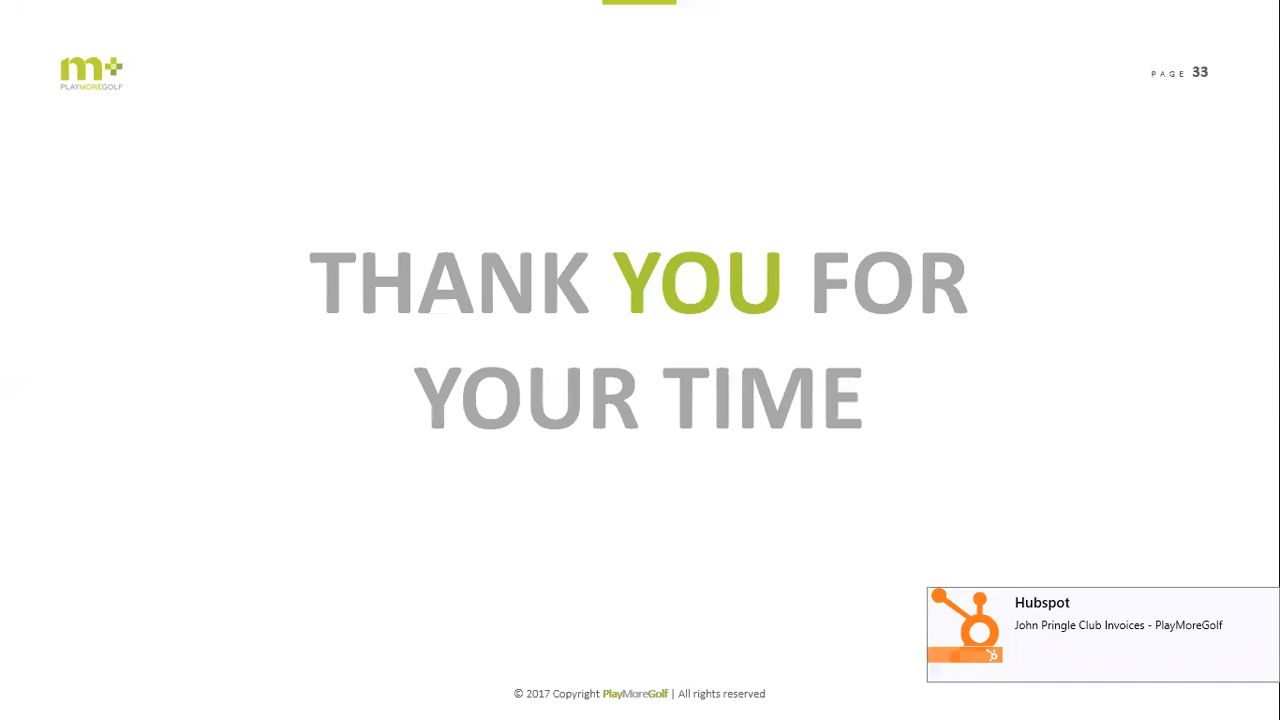 m+
PLAYMOREGOLF
PAGE 33
THANK YOU FOR
YOUR TIME
Hubspot
John Pringle Club Invoices - PlayMoreGolf
© 2017 Copyright PlayMoreGolf | All rights reserved